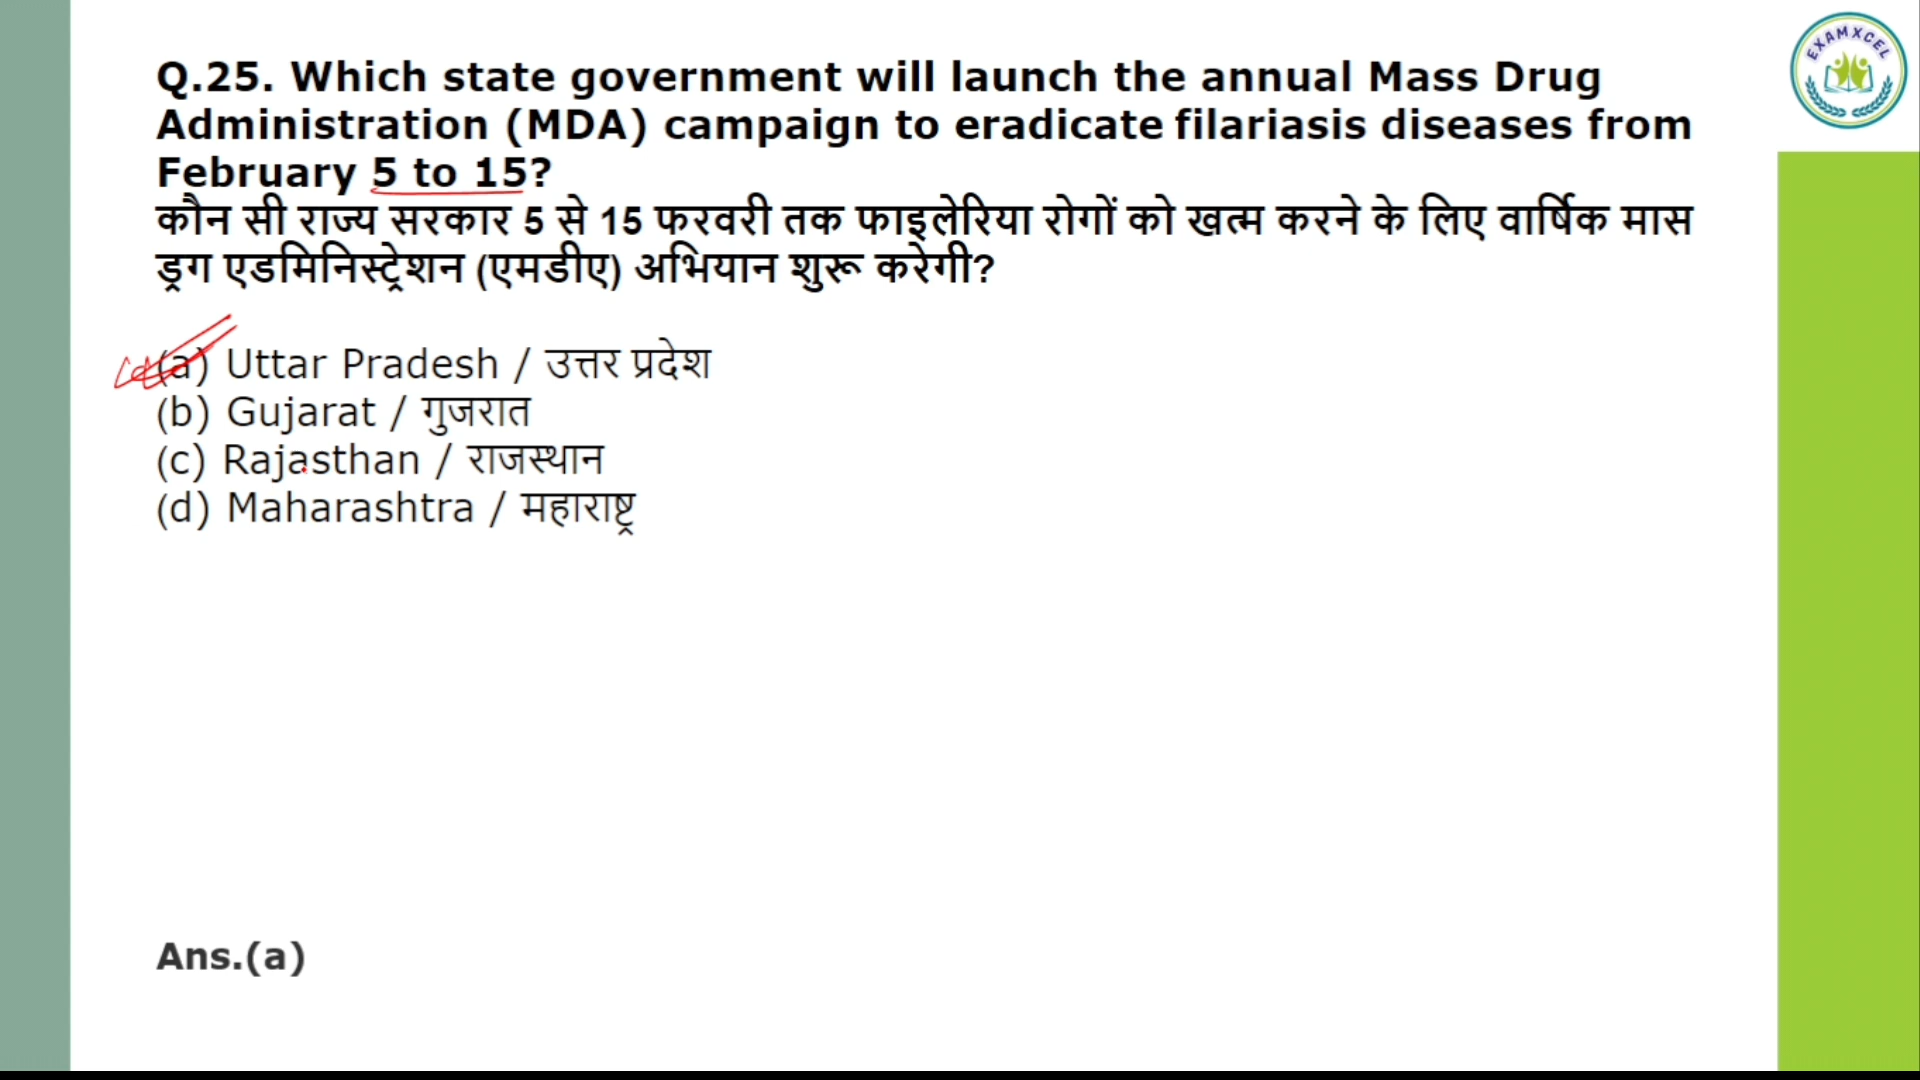 EXAMXCEL
Q.25. Which state government will launch the annual Mass Drug
Administration (MDA) campaign to eradicate filariasis diseases from
February 5 to 15?
कौन सी राज्य सरकार 5 से 15 फरवरी तक फाइलेरिया रोगों को खत्म करने के लिए वार्षिक मास
ड्रग एडमिनिस्ट्रेशन (एमडीए) अभियान शुरू करेगी?
(a) Uttar Pradesh / उत्तर प्रदेश
(b) Gujarat / गुजरात
(c) Rajasthan / राजस्थान
(d) Maharashtra / महाराष्ट्र
Ans.(a)